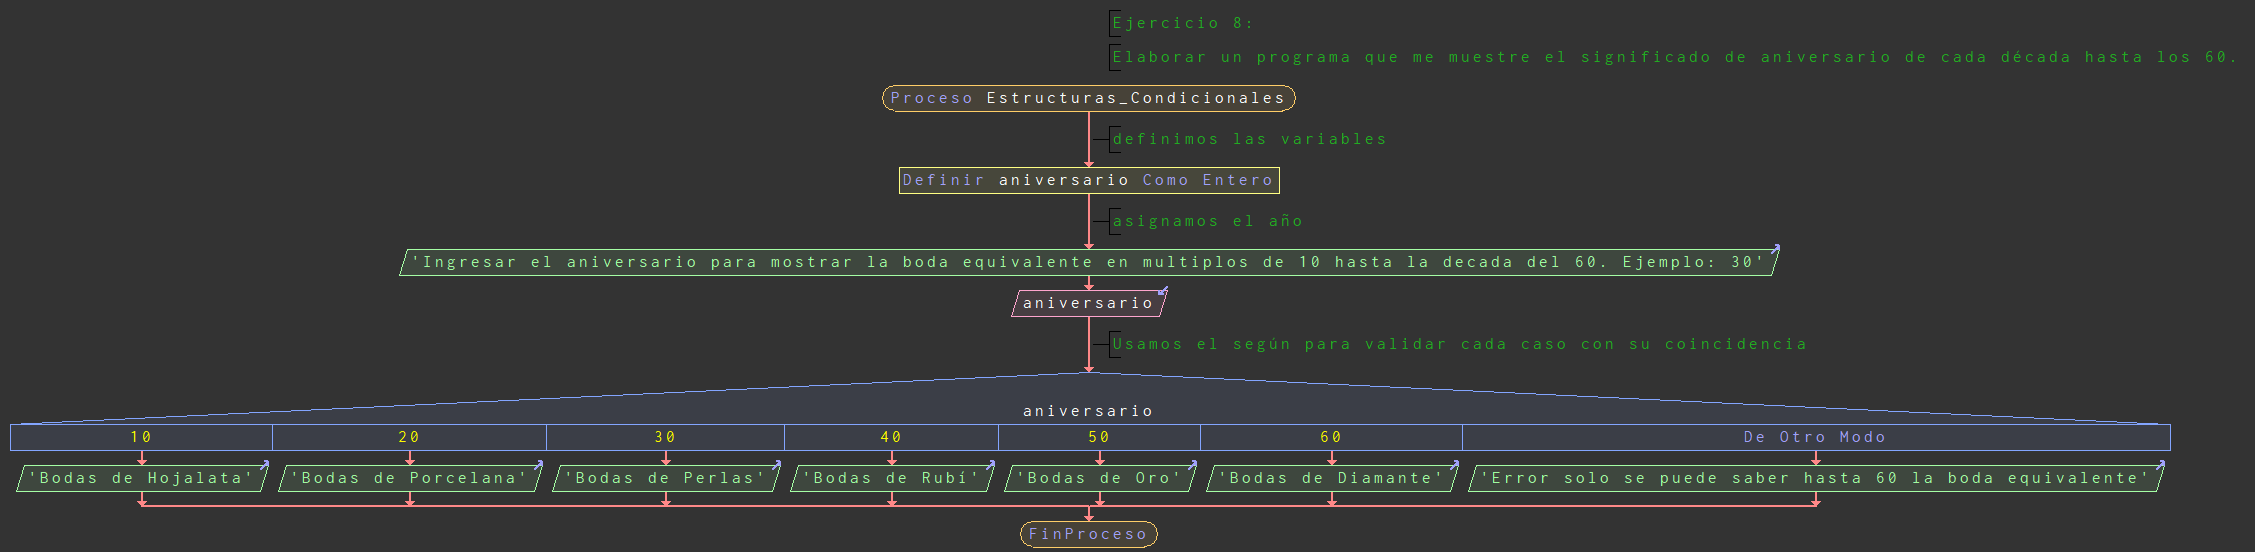 Ejercicio 8:
Elaborar un programa que me muestre el significado de aniversario de cada década hasta los 60.
Proceso Estructuras_Condicionales
definimos las variables
Definir aniversario Como Entero
asignamos el año
'Ingresar el aniversario para mostrar la boda equivalente en multiplos de 10 hasta la decada del 60. Ejemplo: 30'
aniversario
Usamos el según para validar cada caso con su coincidencia
aniversario
10 20 30 40 50 60 De Otro Modo
'Bodas de Hojalata' 'Bodas de Porcelana' 'Bodas de Perlas' 'Bodas de Rubí' 'Bodas de Oro' 'Bodas de Diamante' 'Error solo se puede saber hasta 60 la boda equivalente'
FinProceso